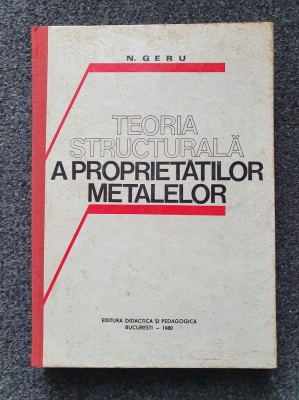 N. GERU
TEORIA
STRUCTURALĂ
A PROPRIETĂȚILOR
METALELOR
EDITURA DIDACTICĂ ȘI PEDAGOGICĂ
BUCUREȘTI – 1980